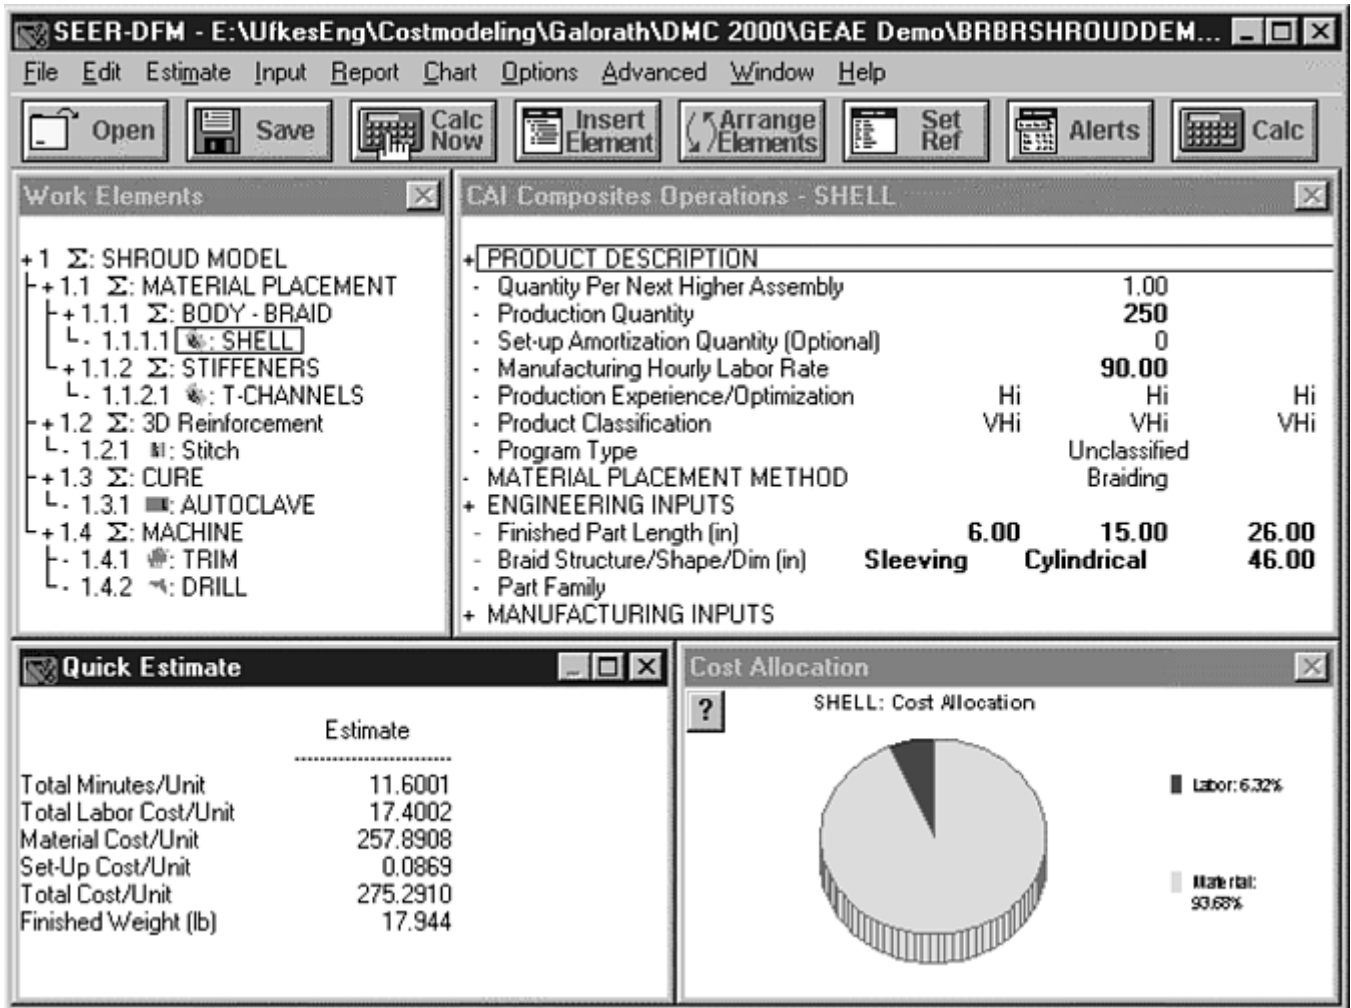 SEER-DFM - E:\UfkesEng\Costmodeling\Galorath\DMC 2000\GEAE Demo\BRBRSHROUDDEM...
File Edit Estimate Input Report Chart Options Advanced Window Help
Open Save Calc Now Insert Element Arrange Elements Set Ref Alerts Calc
Work Elements
+ 1 Σ: SHROUD MODEL
+ 1.1 Σ: MATERIAL PLACEMENT
+ 1.1.1 Σ: BODY - BRAID
- 1.1.1.1 : SHELL
+ 1.1.2 Σ: STIFFENERS
- 1.1.2.1 : T-CHANNELS
+ 1.2 Σ: 3D Reinforcement
- 1.2.1 : Stitch
+ 1.3 Σ: CURE
- 1.3.1 : AUTOCLAVE
+ 1.4 Σ: MACHINE
- 1.4.1 : TRIM
- 1.4.2 : DRILL
CAI Composites Operations - SHELL
+ PRODUCT DESCRIPTION
- Quantity Per Next Higher Assembly 1.00
- Production Quantity 250
- Set-up Amortization Quantity (Optional) 0
- Manufacturing Hourly Labor Rate 90.00
- Production Experience/Optimization Hi Hi Hi
- Product Classification VHi VHi VHi
- Program Type Unclassified
- MATERIAL PLACEMENT METHOD Braiding
+ ENGINEERING INPUTS
- Finished Part Length (in) 6.00 15.00 26.00
- Braid Structure/Shape/Dim (in) Sleeving Cylindrical 46.00
- Part Family
+ MANUFACTURING INPUTS
Quick Estimate
Estimate
Total Minutes/Unit 11.6001
Total Labor Cost/Unit 17.4002
Material Cost/Unit 257.8908
Set-Up Cost/Unit 0.0869
Total Cost/Unit 275.2910
Finished Weight (lb) 17.944
Cost Allocation
?
SHELL: Cost Allocation
Labor: 6.32%
Material:
93.68%